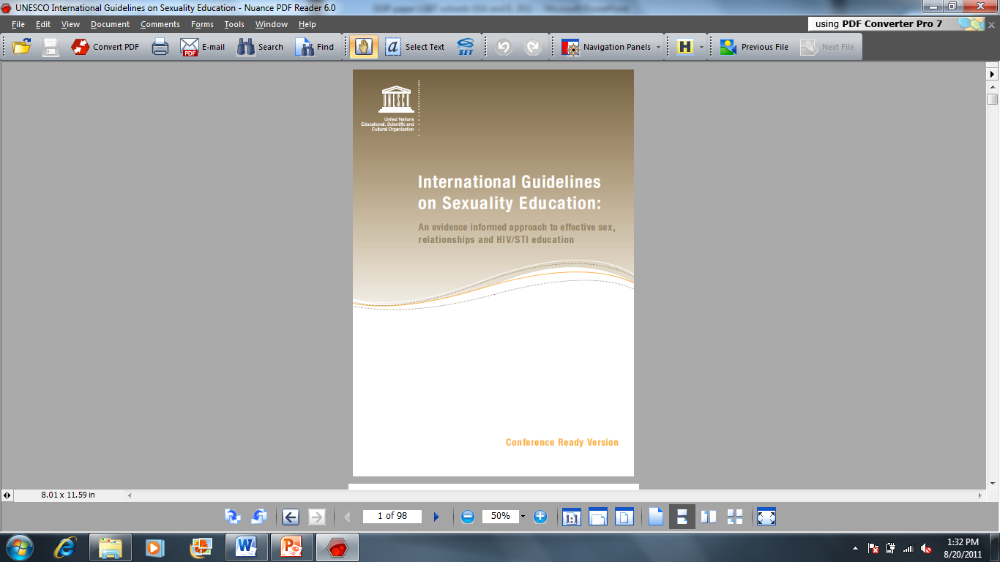 UNESCO International Guidelines on Sexuality Education - Nuance PDF Reader 6.0
File Edit View Document Comments Forms Tools Window Help
using PDF Converter Pro 7
Convert PDF E-mail Search Find Select Text SET Navigation Panels H Previous File Next File
UNESCO
United Nations
Educational, Scientific and
Cultural Organization
International Guidelines
on Sexuality Education:
An evidence informed approach to effective sex,
relationships and HIV/STI education
Conference Ready Version
8.01 x 11.59 in
1 of 98 50% 1:1
1:32 PM
8/20/2011